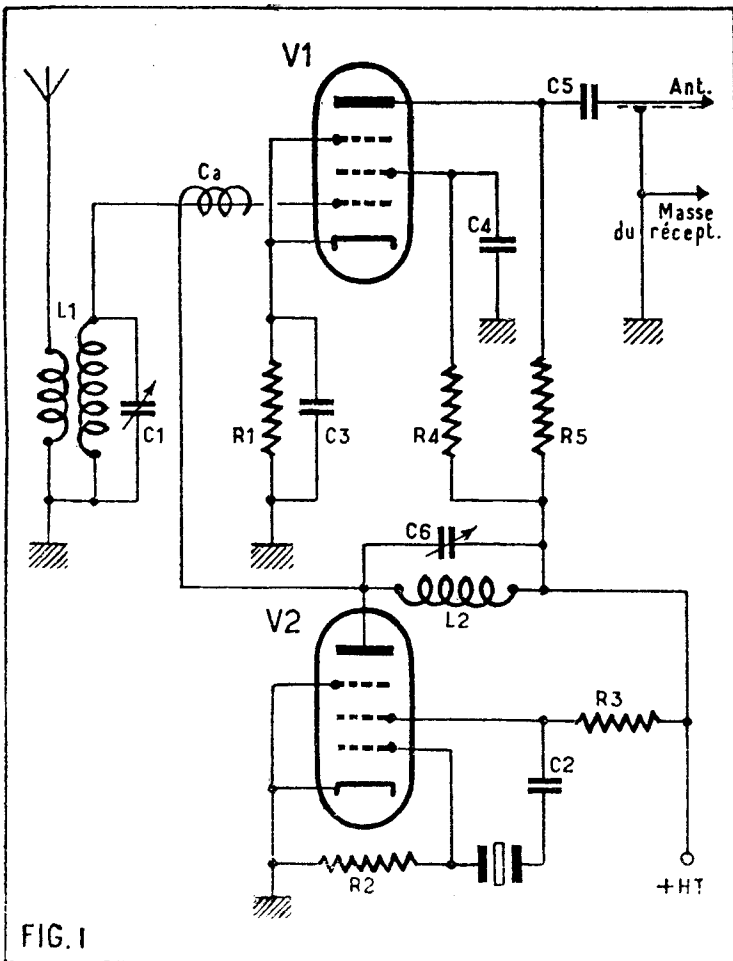 V1
C5
Ant.
Ca
C4
Masse
du récept.
L1
C1
R1
C3
R4
R5
C6
L2
V2
R3
C2
R2
+HT
FIG.1